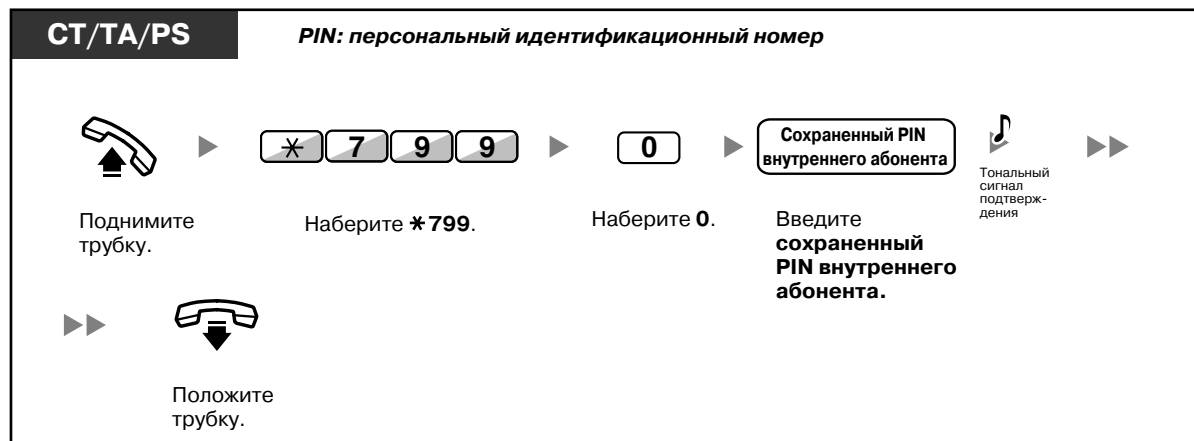 CT/TA/PS
PIN: персональный идентификационный номер
* 7 9 9
0
Сохраненный PIN
внутреннего абонента
Тональный
сигнал
подтверж-
дения
Поднимите
трубку.
Наберите *799.
Наберите 0.
Введите
сохраненный
PIN внутреннего
абонента.
Положите
трубку.